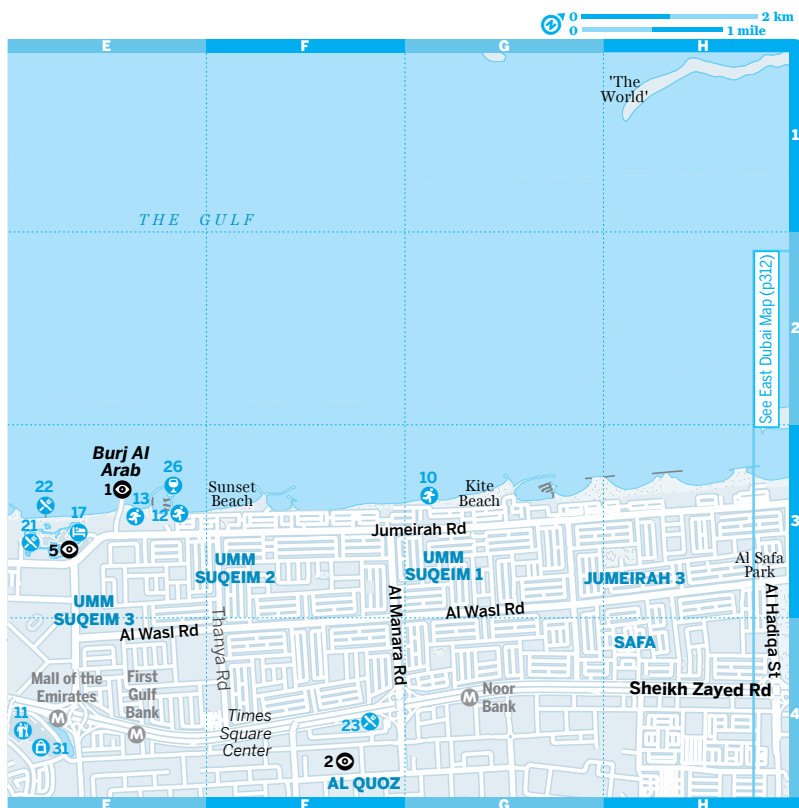 0
2 km
0
1 mile
E
F
G
H
'The
World'
1
THE GULF
2
See East Dubai Map (p312)
Burj Al
Arab
26
22
1
13
12
17
21
5
Sunset
Beach
10
Kite
Beach
3
Jumeirah Rd
UMM
SUQEIM 2
UMM
SUQEIM 1
JUMEIRAH 3
Al Safa
Park
UMM
SUQEIM 3
Al Wasl Rd
Al Wasl Rd
Thanya Rd
Al Manara Rd
Al Hadiqa St
SAFA
Mall of the
Emirates
M
First
Gulf
Bank
M
Noor
Bank
M
Sheikh Zayed Rd
4
11
31
Times
Square
Center
23
2
AL QUOZ
E
F
G
H